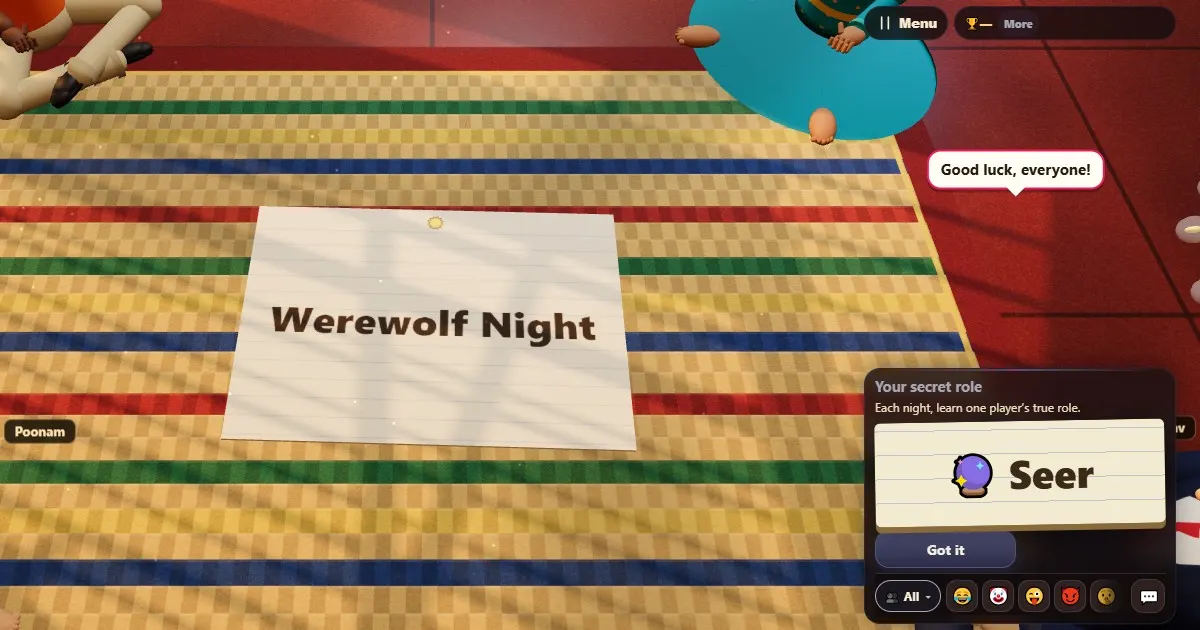 Menu
More
Good luck, everyone!
Werewolf Night
Poonam
Your secret role
Each night, learn one player's true role.
Seer
Got it
All